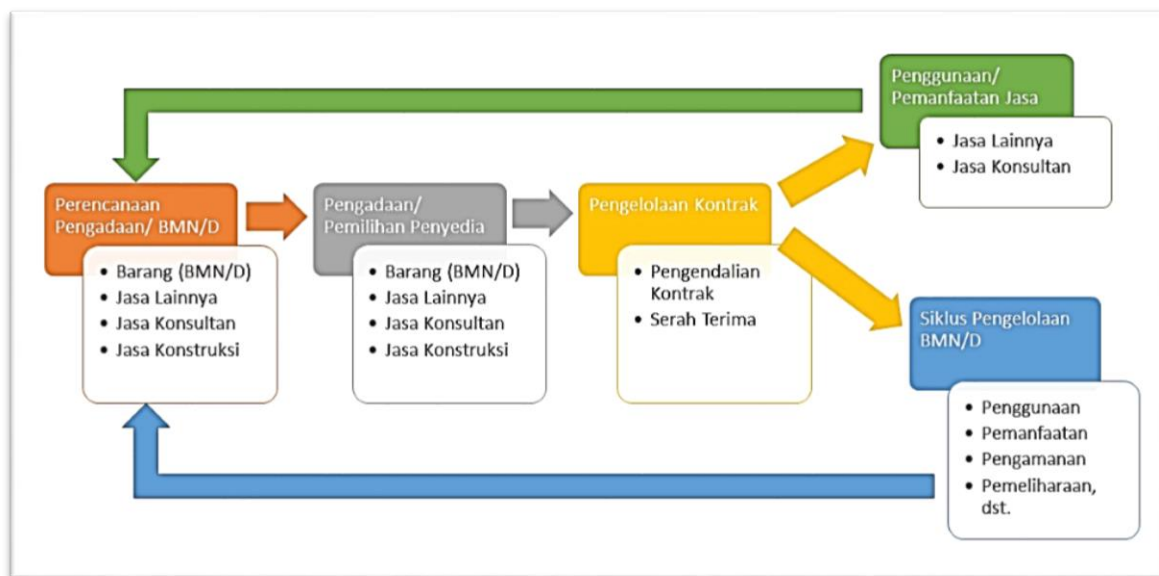 Penggunaan/
Pemanfaatan Jasa
• Jasa Lainnya
• Jasa Konsultan
Perencanaan
Pengadaan/ BMN/D
• Barang (BMN/D)
• Jasa Lainnya
• Jasa Konsultan
• Jasa Konstruksi
Pengadaan/
Pemilihan Penyedia
• Barang (BMN/D)
• Jasa Lainnya
• Jasa Konsultan
• Jasa Konstruksi
Pengelolaan Kontrak
• Pengendalian
Kontrak
• Serah Terima
Siklus Pengelolaan
BMN/D
• Penggunaan
• Pemanfaatan
• Pengamanan
• Pemeliharaan,
dst.